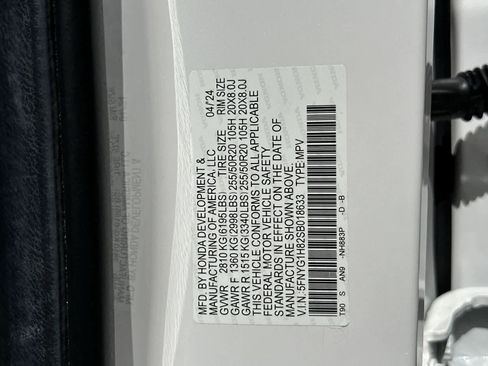 MFD. BY HONDA DEVELOPMENT &
MANUFACTURING OF AMERICA, LLC 04/24
GVWR 2810 KG(6195LBS) TIRE SIZE RIM SIZE
GAWR F 1360 KG(2998LBS) 255/50R20 105H 20X8.0J
GAWR R 1515 KG(3340LBS) 255/50R20 105H 20X8.0J
THIS VEHICLE CONFORMS TO ALL APPLICABLE
FEDERAL MOTOR VEHICLE SAFETY
STANDARDS IN EFFECT ON THE DATE OF
MANUFACTURE SHOWN ABOVE.
V.I.N.: 5FNYG1H82SB018633 TYPE:MPV
T90 S AN9 -NH883P -D -B